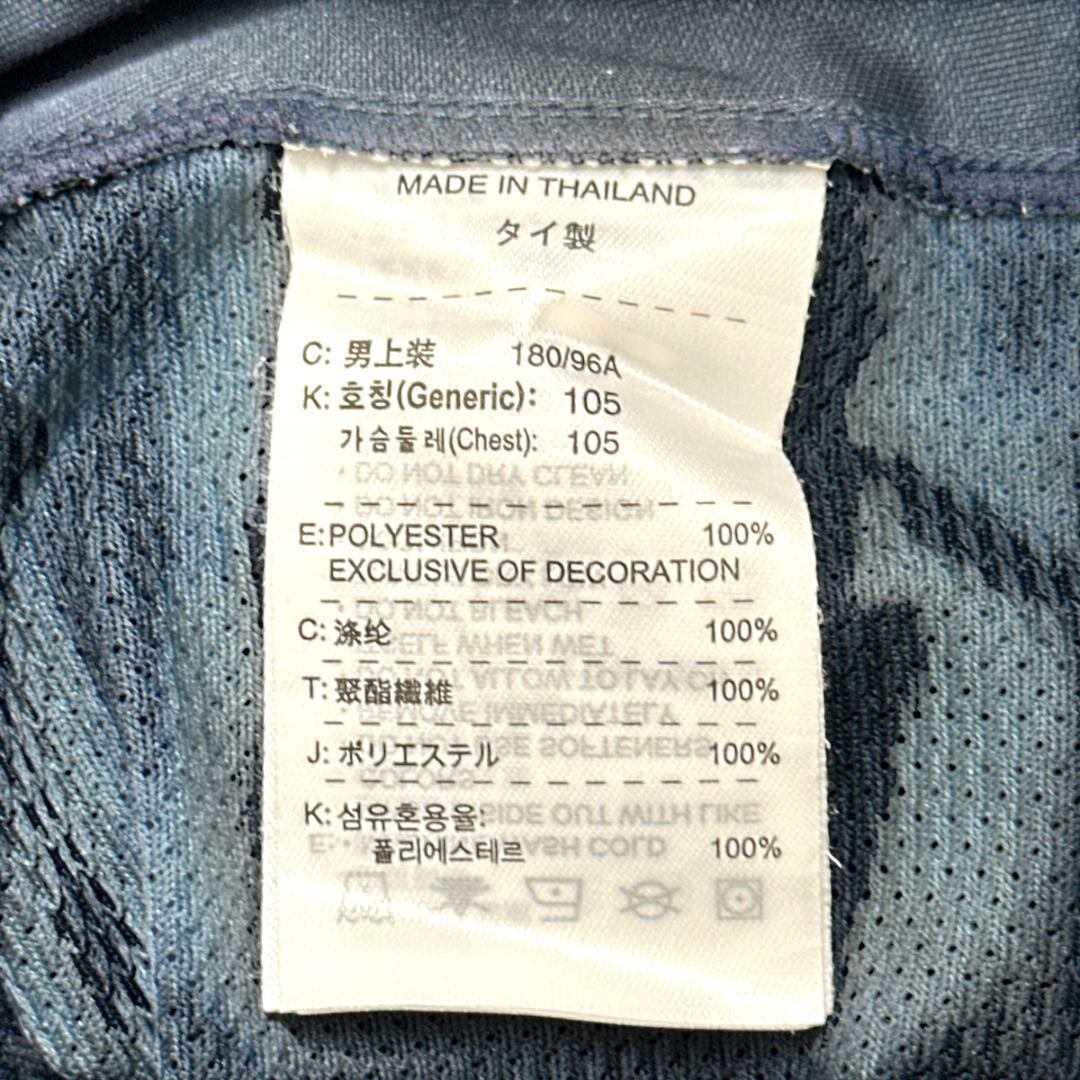 MADE IN THAILAND
タイ製
C: 男上装 180/96A
K: 호칭(Generic): 105
가슴둘레(Chest): 105
E: POLYESTER 100%
EXCLUSIVE OF DECORATION
C: 涤纶 100%
T: 聚酯纖維 100%
J: ポリエステル 100%
K: 섬유혼용율:
폴리에스테르 100%